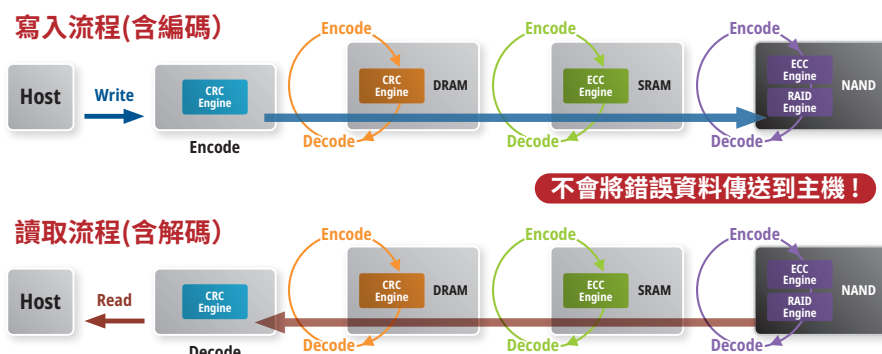 寫入流程(含編碼)
Encode
Encode
Encode
Host
Write
CRC
Engine
CRC
Engine
DRAM
ECC
Engine
SRAM
ECC
Engine
RAID
Engine
NAND
Encode
Decode
Decode
Decode
不會將錯誤資料傳送到主機！
讀取流程(含解碼)
Encode
Encode
Encode
Host
Read
CRC
Engine
CRC
Engine
DRAM
ECC
Engine
SRAM
ECC
Engine
RAID
Engine
NAND
Decode
Decode
Decode
Decode